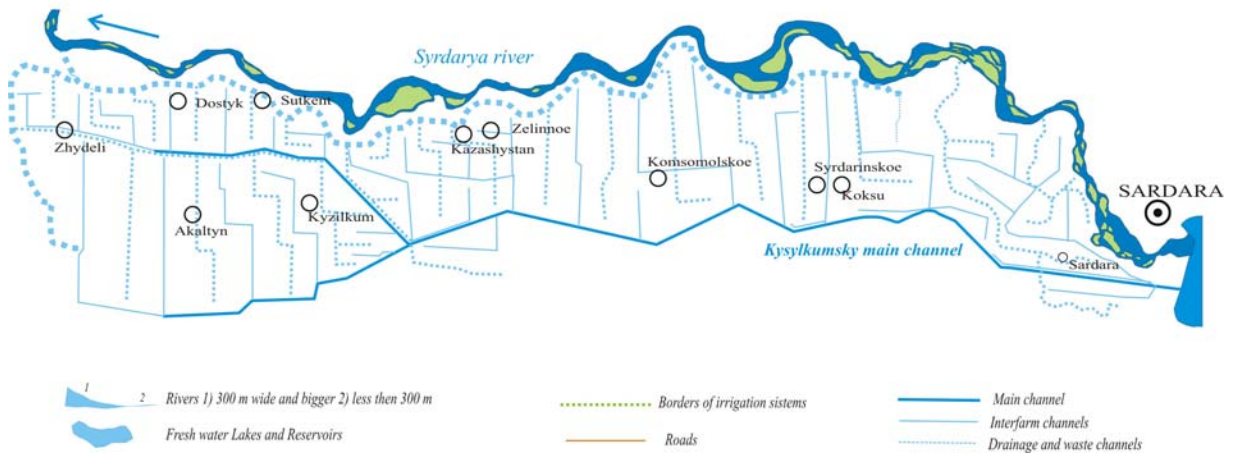 Syrdarya river
Dostyk
Sutkent
Zhydeli
Kazashystan
Zelinnoe
Komsomolskoe
Syrdarinskoe
Koksu
SARDARA
Akaltyn
Kyzilkum
Kysylkumsky main channel
Sardara
1
2
Rivers 1) 300 m wide and bigger 2) less then 300 m
Fresh water Lakes and Reservoirs
Borders of irrigation sistems
Roads
Main channel
Interfarm channels
Drainage and waste channels